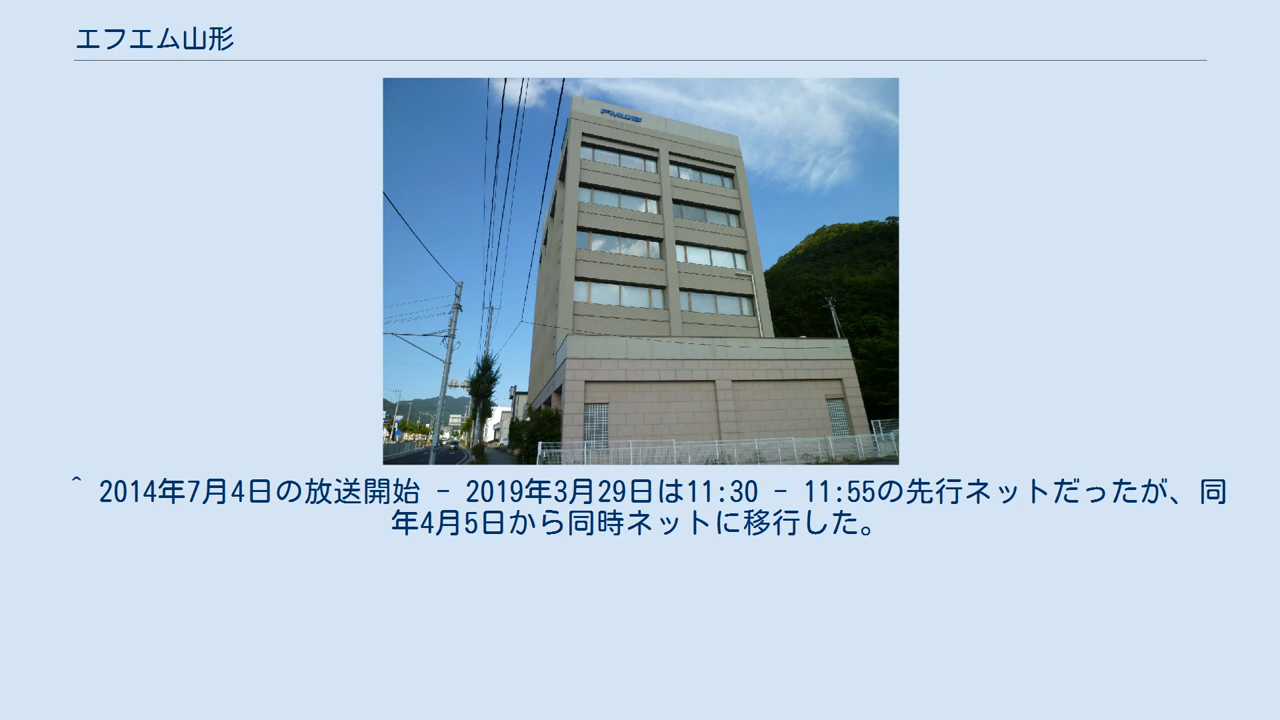 エフエム山形
^ 2014年7月4日の放送開始 - 2019年3月29日は11:30 - 11:55の先行ネットだったが、同
年4月5日から同時ネットに移行した。